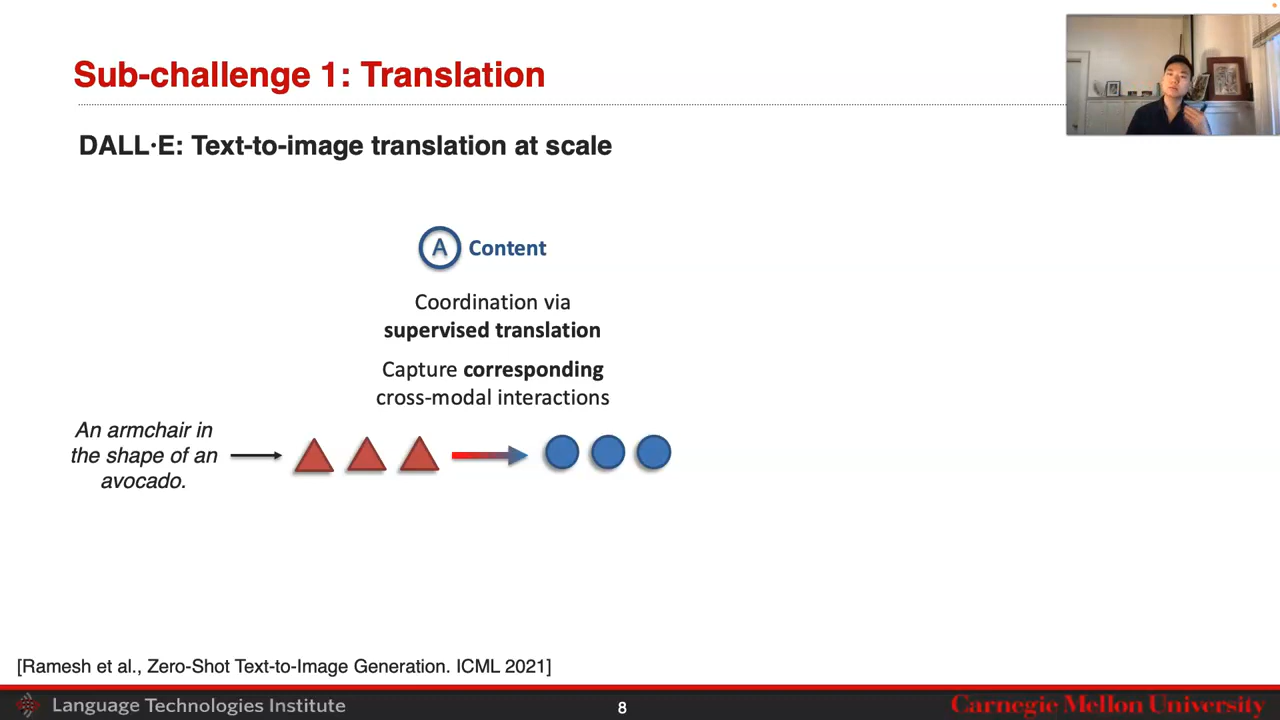 Sub-challenge 1: Translation
DALL·E: Text-to-image translation at scale
A Content
Coordination via
supervised translation
Capture corresponding
cross-modal interactions
An armchair in
the shape of an
avocado.
[Ramesh et al., Zero-Shot Text-to-Image Generation. ICML 2021]
Language Technologies Institute
8
Carnegie Mellon University